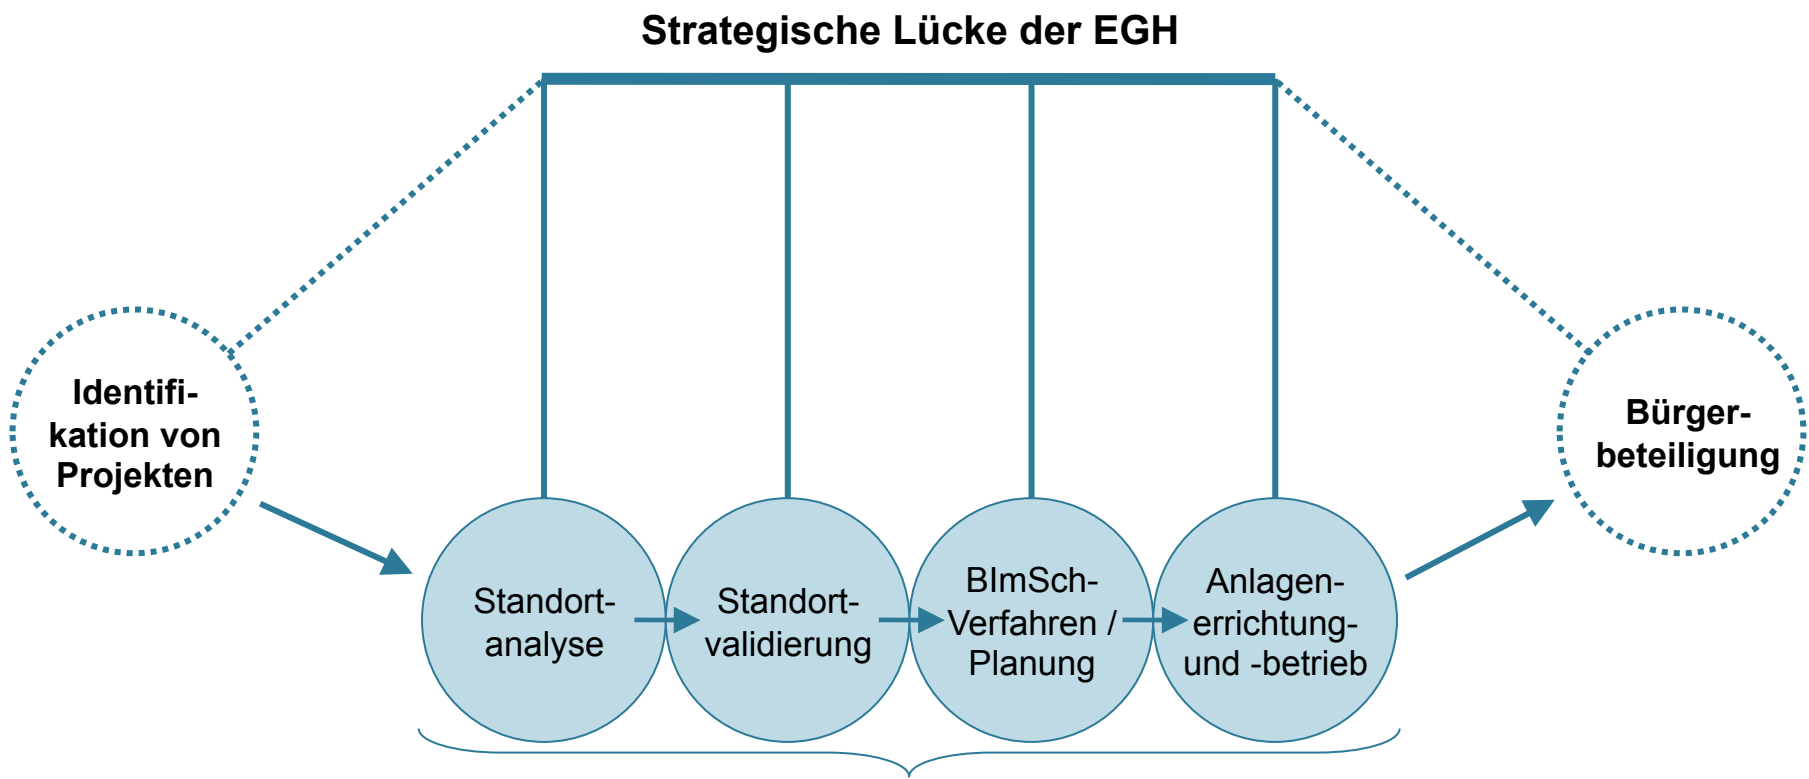 Strategische Lücke der EGH
Identifi-
kation von
Projekten
Bürger-
beteiligung
Standort-
analyse
Standort-
validierung
BImSch-
Verfahren /
Planung
Anlagen-
errichtung-
und -betrieb